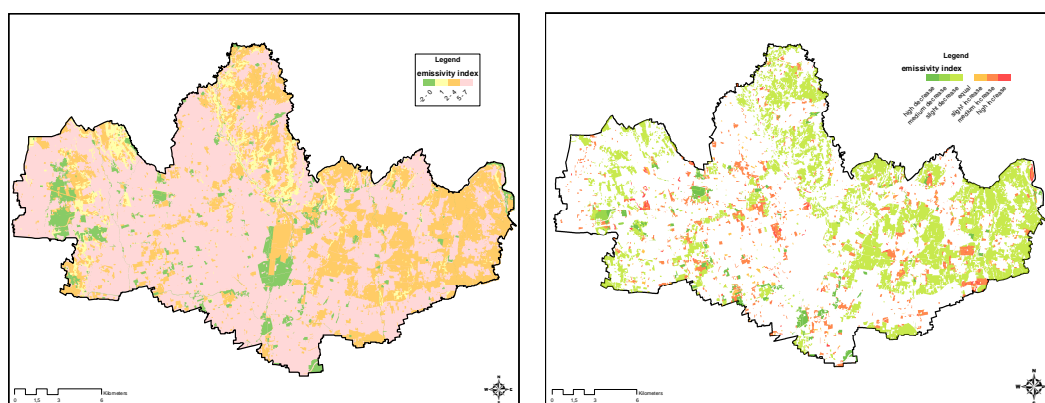 Legend
emissivity index
-2 - 0
1
2 - 4
5 - 7
0 1,5 3 6
Kilometers
N
W
S
Legend
emissivity index
high decrease
medium decrease
slight decrease
equal
slight increase
medium increase
high increase
0 1,5 3 6
Kilometers
N
W
E
S